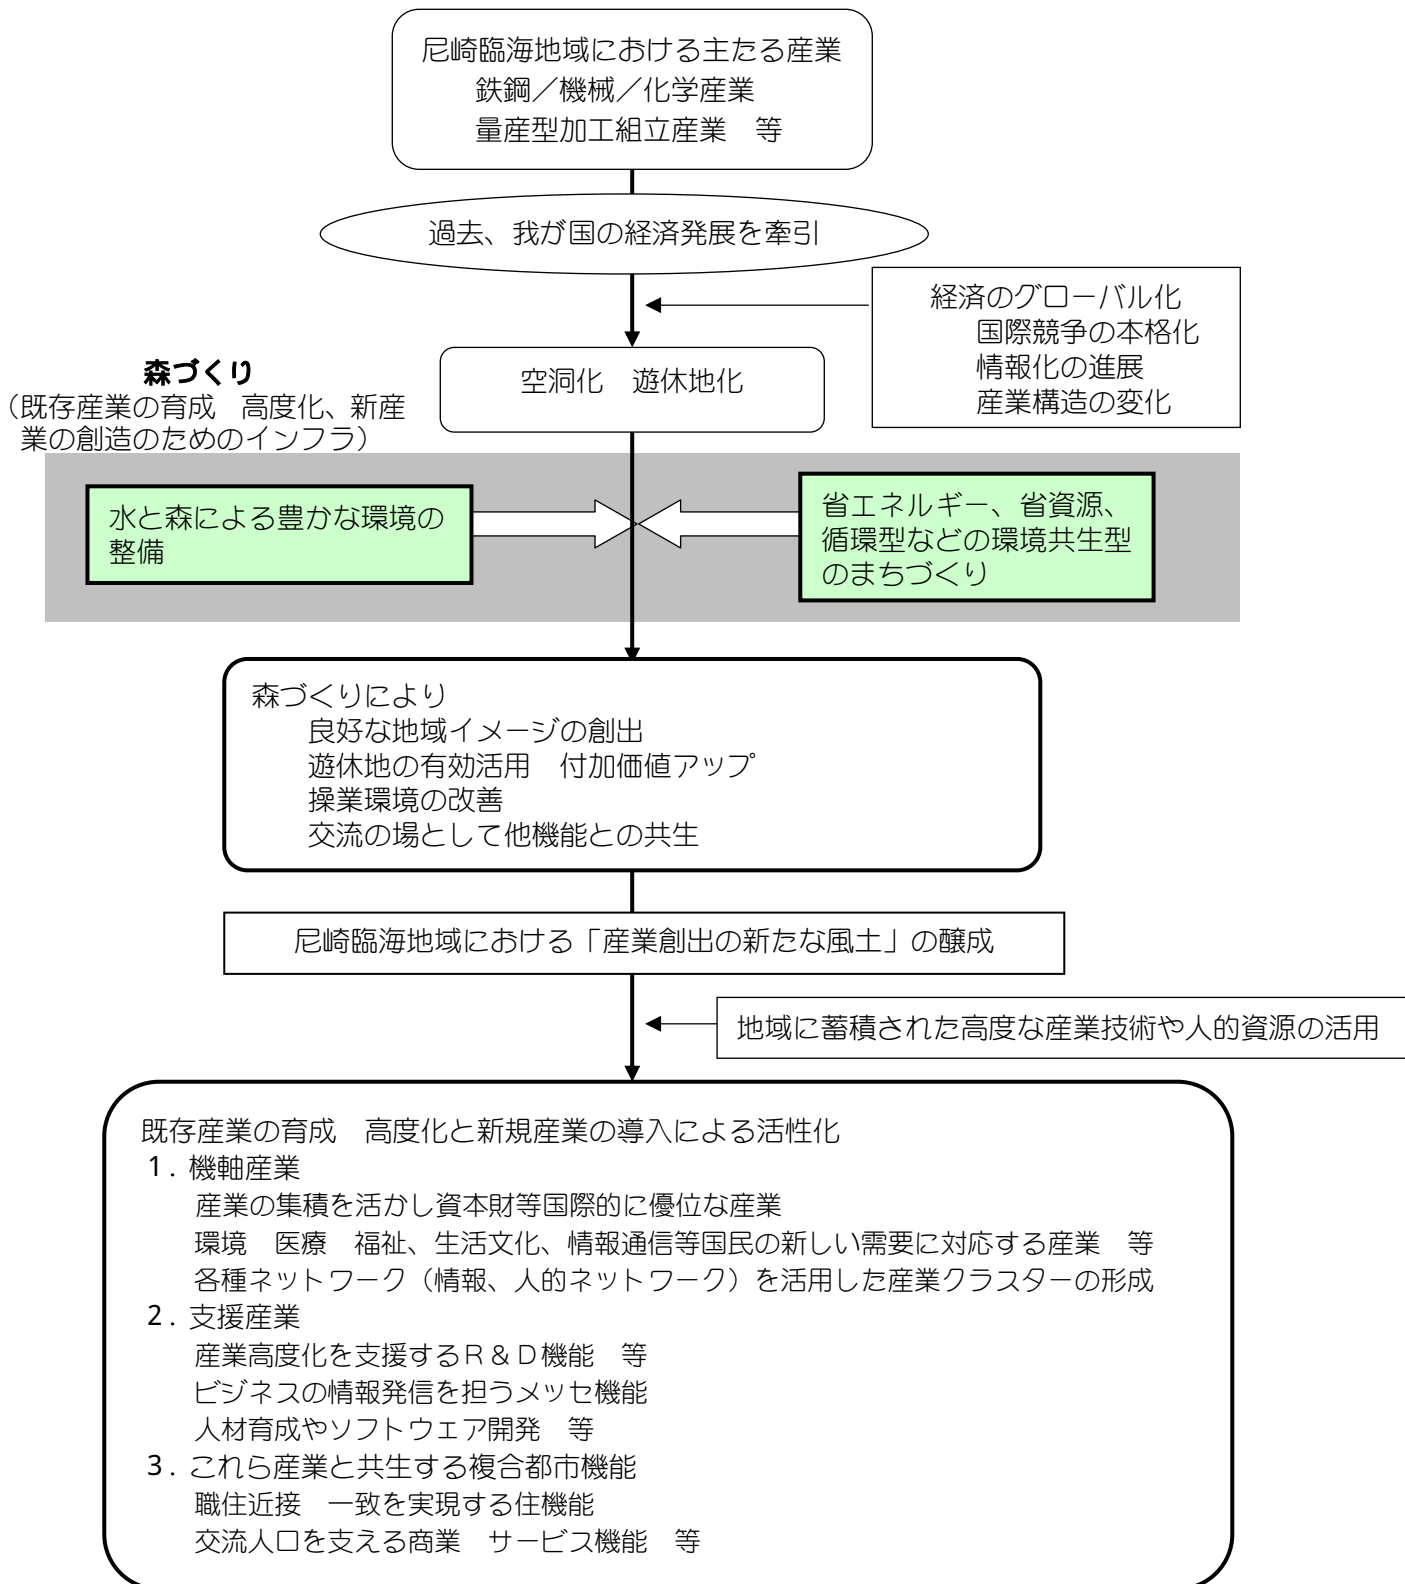 尼崎臨海地域における主たる産業
鉄鋼／機械／化学産業
量産型加工組立産業　等
過去、我が国の経済発展を牽引
経済のグローバル化
国際競争の本格化
情報化の進展
産業構造の変化
空洞化　遊休地化
森づくり
（既存産業の育成　高度化、新産
業の創造のためのインフラ）
水と森による豊かな環境の
整備
省エネルギー、省資源、
循環型などの環境共生型
のまちづくり
森づくりにより
良好な地域イメージの創出
遊休地の有効活用　付加価値アップ
操業環境の改善
交流の場として他機能との共生
尼崎臨海地域における「産業創出の新たな風土」の醸成
地域に蓄積された高度な産業技術や人的資源の活用
既存産業の育成　高度化と新規産業の導入による活性化
1. 機軸産業
産業の集積を活かし資本財等国際的に優位な産業
環境　医療　福祉、生活文化、情報通信等国民の新しい需要に対応する産業　等
各種ネットワーク（情報、人的ネットワーク）を活用した産業クラスターの形成
2. 支援産業
産業高度化を支援するＲ＆Ｄ機能　等
ビジネスの情報発信を担うメッセ機能
人材育成やソフトウェア開発　等
3. これら産業と共生する複合都市機能
職住近接　一致を実現する住機能
交流人口を支える商業　サービス機能　等